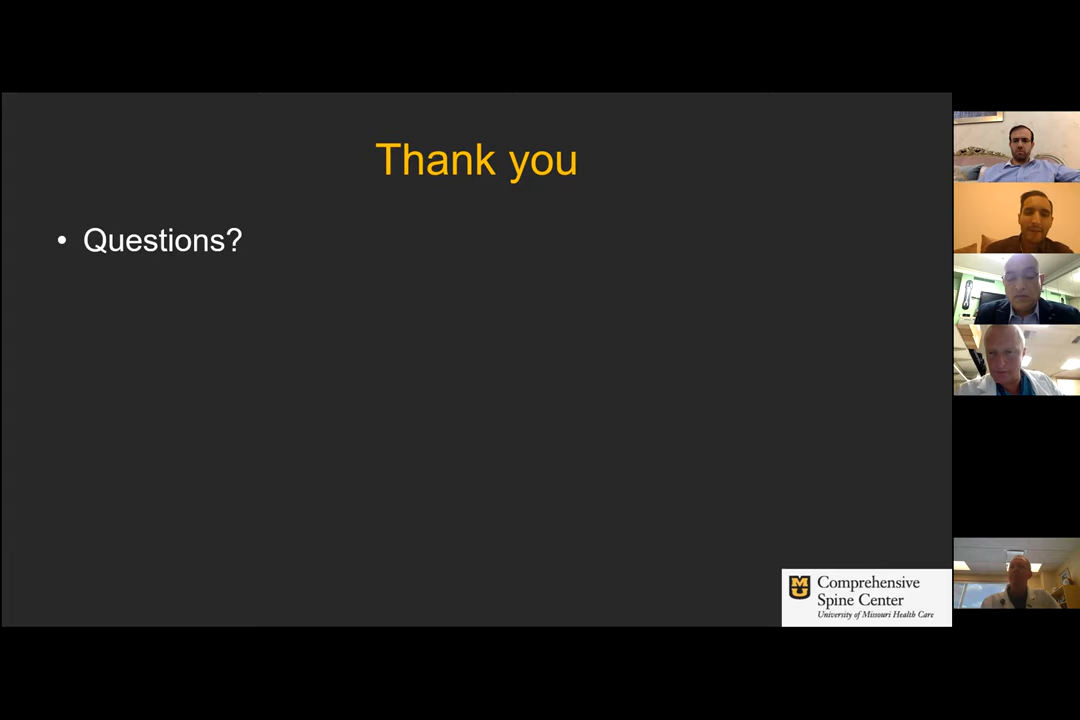 Thank you
• Questions?
Comprehensive
Spine Center
University of Missouri Health Care